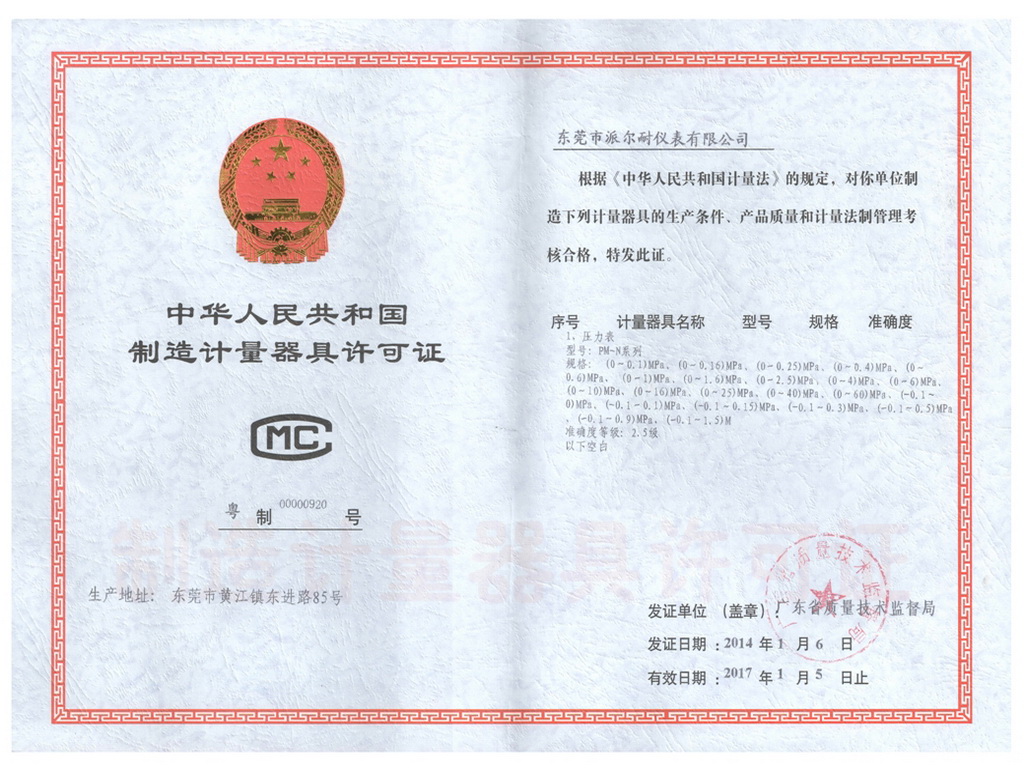 中华人民共和国
制造计量器具许可证
MC
粤 制 00000920 号
生产地址： 东莞市黄江镇东进路85号
东莞市派尔耐仪表有限公司
根据《中华人民共和国计量法》的规定，对你单位制
造下列计量器具的生产条件、产品质量和计量法制管理考
核合格，特发此证。
序号 计量器具名称 型号 规格 准确度
1、压力表
型号：PM-N系列
规格： (0~0.1)MPa、(0~0.16)MPa、(0~0.25)MPa、(0~0.4)MPa、(0~
0.6)MPa、 (0~1)MPa、(0~1.6)MPa、(0~2.5)MPa、(0~4)MPa、(0~6)MPa、
(0~10)MPa、(0~16)MPa、(0~25)MPa、(0~40)MPa、(0~60)MPa、(-0.1~
0)MPa、(-0.1~0.1)MPa、(-0.1~0.15)MPa、(-0.1~0.3)MPa、(-0.1~0.5)MPa
、(-0.1~0.9)MPa、(-0.1~1.5)M
准确度等级：2.5级
以下空白
制造计量器具许可证
发证单位 （盖章）：广东省质量技术监督局
发证日期：2014 年 1 月 6 日
有效日期：2017 年 1 月 5 日止